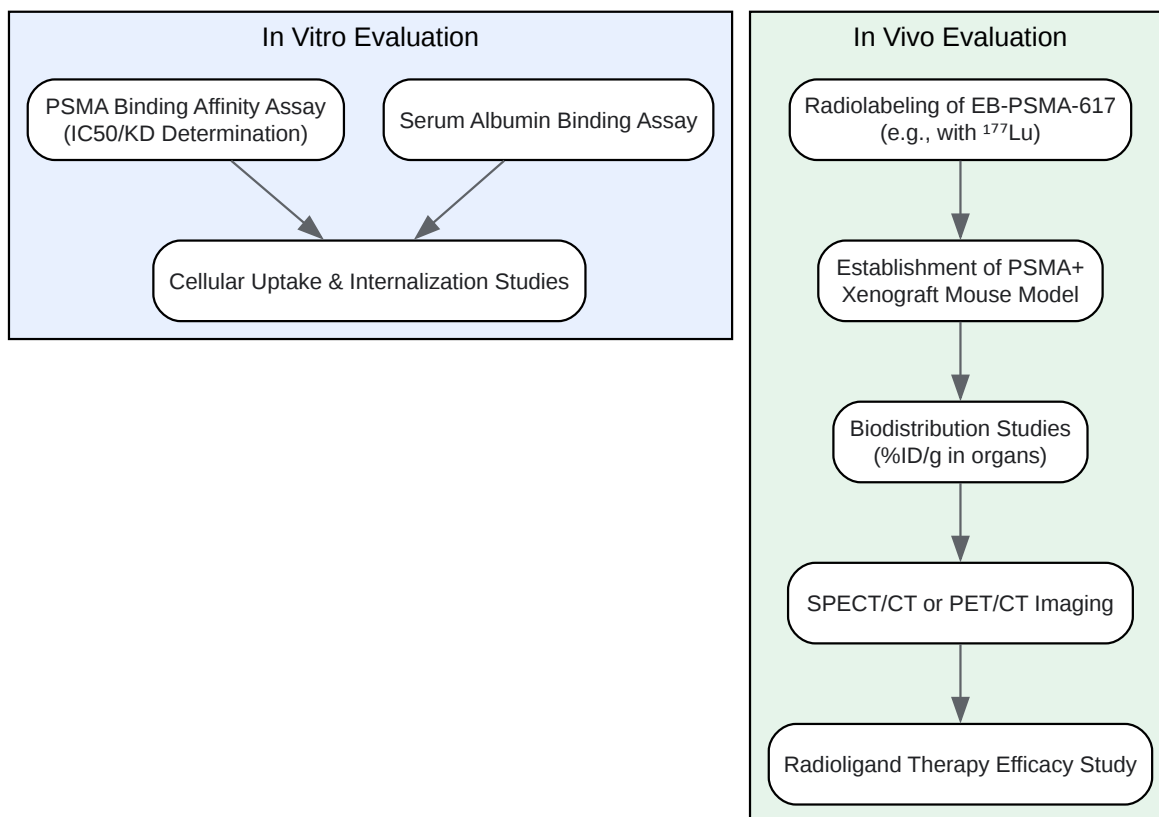 In Vitro Evaluation
PSMA Binding Affinity Assay
(IC50/KD Determination)
Serum Albumin Binding Assay
Cellular Uptake & Internalization Studies
In Vivo Evaluation
Radiolabeling of EB-PSMA-617
(e.g., with ¹⁷⁷Lu)
Establishment of PSMA+
Xenograft Mouse Model
Biodistribution Studies
(%ID/g in organs)
SPECT/CT or PET/CT Imaging
Radioligand Therapy Efficacy Study